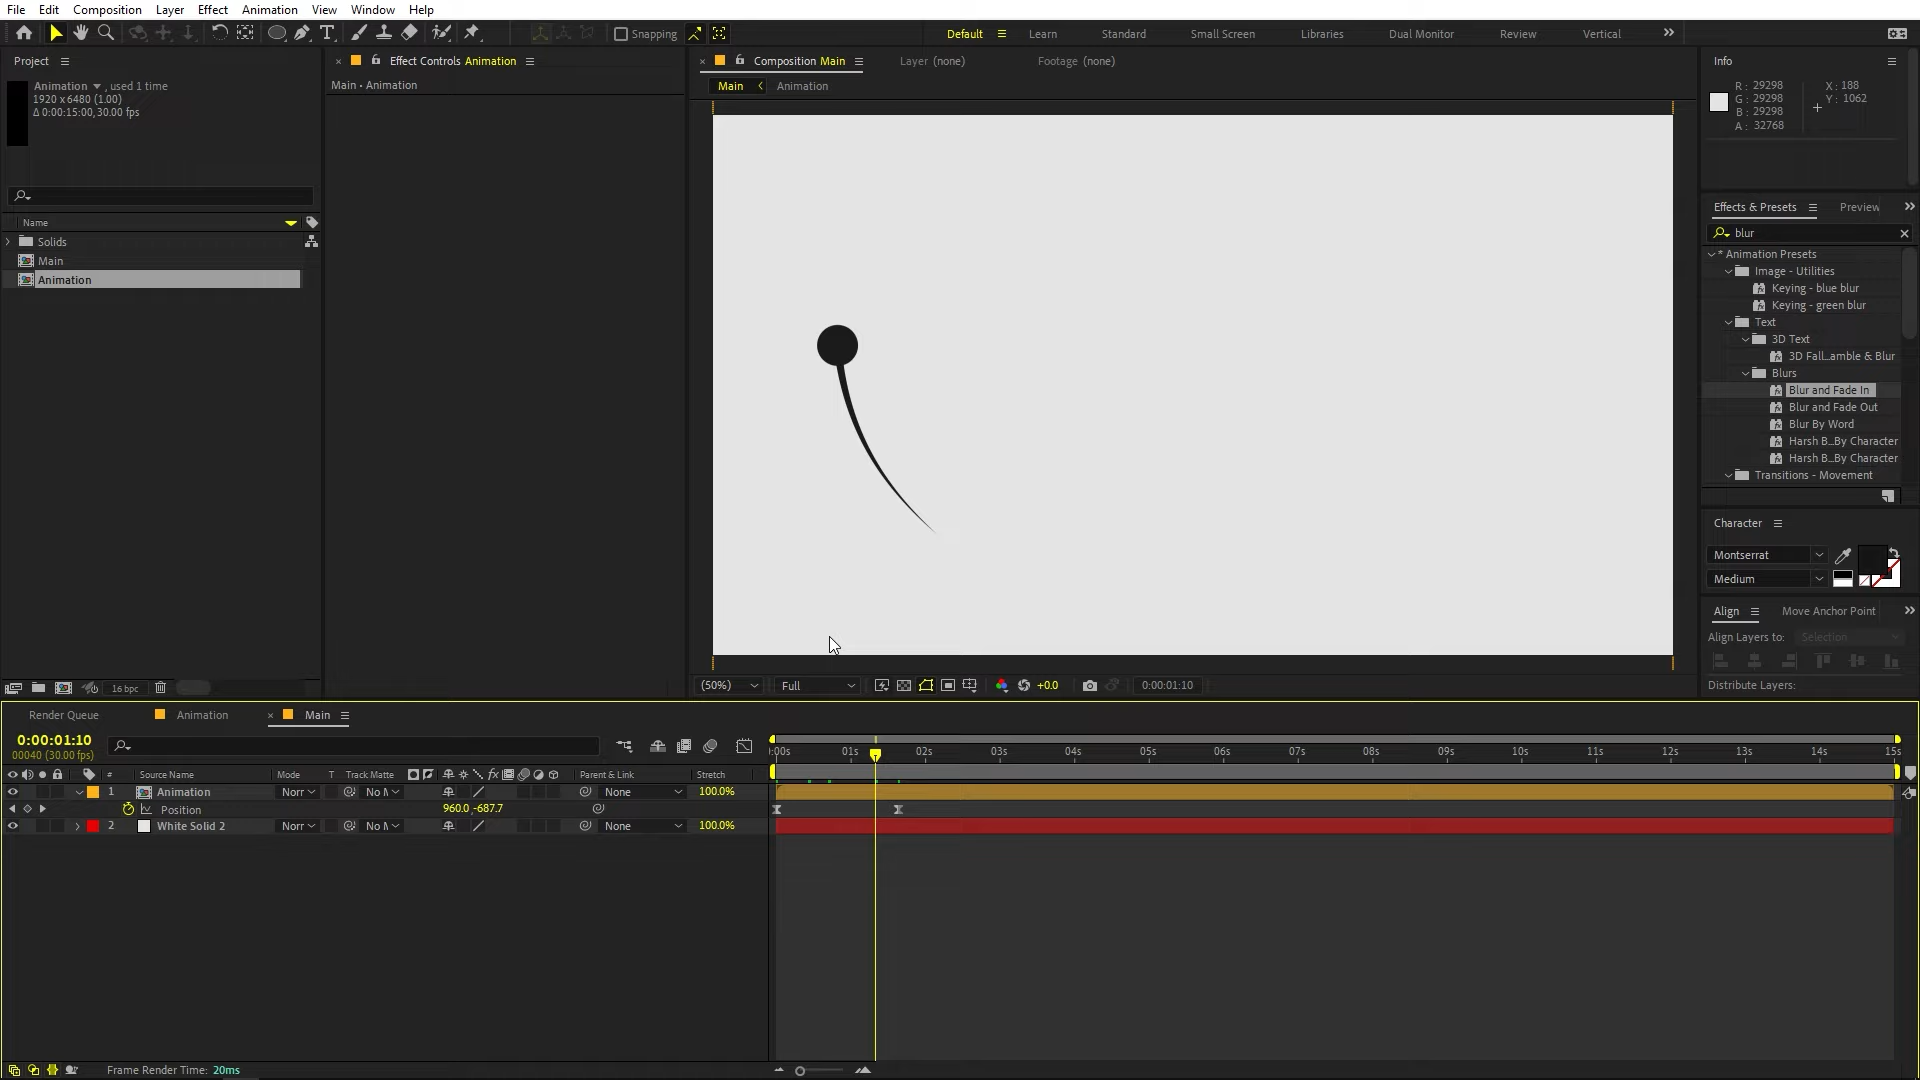 File Edit Composition Layer Effect Animation View Window Help
Snapping
Default Learn Standard Small Screen Libraries Dual Monitor Review Vertical
Project
Animation , used 1 time
1920 x 6480 (1.00)
Δ 0:00:15:00, 30.00 fps
Name
Solids
Main
Animation
16 bpc
Effect Controls Animation
Main • Animation
Composition Main
Layer (none)
Footage (none)
Main Animation
(50%) Full +0.0 0:00:01:10
Info
R : 29298
G : 29298
B : 29298
A : 32768
X : 188
Y : 1062
Effects & Presets Preview
blur
* Animation Presets
Image - Utilities
Keying - blue blur
Keying - green blur
Text
3D Text
3D Fall...amble & Blur
Blurs
Blur and Fade In
Blur and Fade Out
Blur By Word
Harsh B...By Character
Harsh B...By Character
Transitions - Movement
Character
Montserrat
Medium
Align Move Anchor Point
Align Layers to: Selection
Distribute Layers:
Render Queue Animation Main
0:00:01:10
00040 (30.00 fps)
# Source Name Mode T Track Matte fx Parent & Link Stretch
1 Animation Norr No M None 100.0%
Position 960.0,-687.7
2 White Solid 2 Norr No M None 100.0%
:00s 01s 02s 03s 04s 05s 06s 07s 08s 09s 10s 11s 12s 13s 14s 15s
Frame Render Time: 20ms